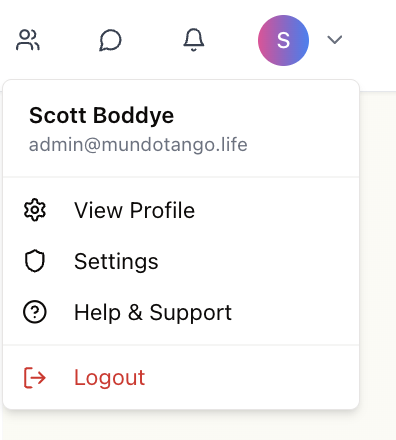 S
Scott Boddye
admin@mundotango.life
View Profile
Settings
Help & Support
Logout